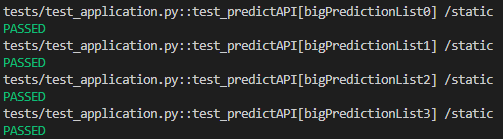 tests/test_application.py::test_predictAPI[bigPredictionList0] /static
PASSED
tests/test_application.py::test_predictAPI[bigPredictionList1] /static
PASSED
tests/test_application.py::test_predictAPI[bigPredictionList2] /static
PASSED
tests/test_application.py::test_predictAPI[bigPredictionList3] /static
PASSED